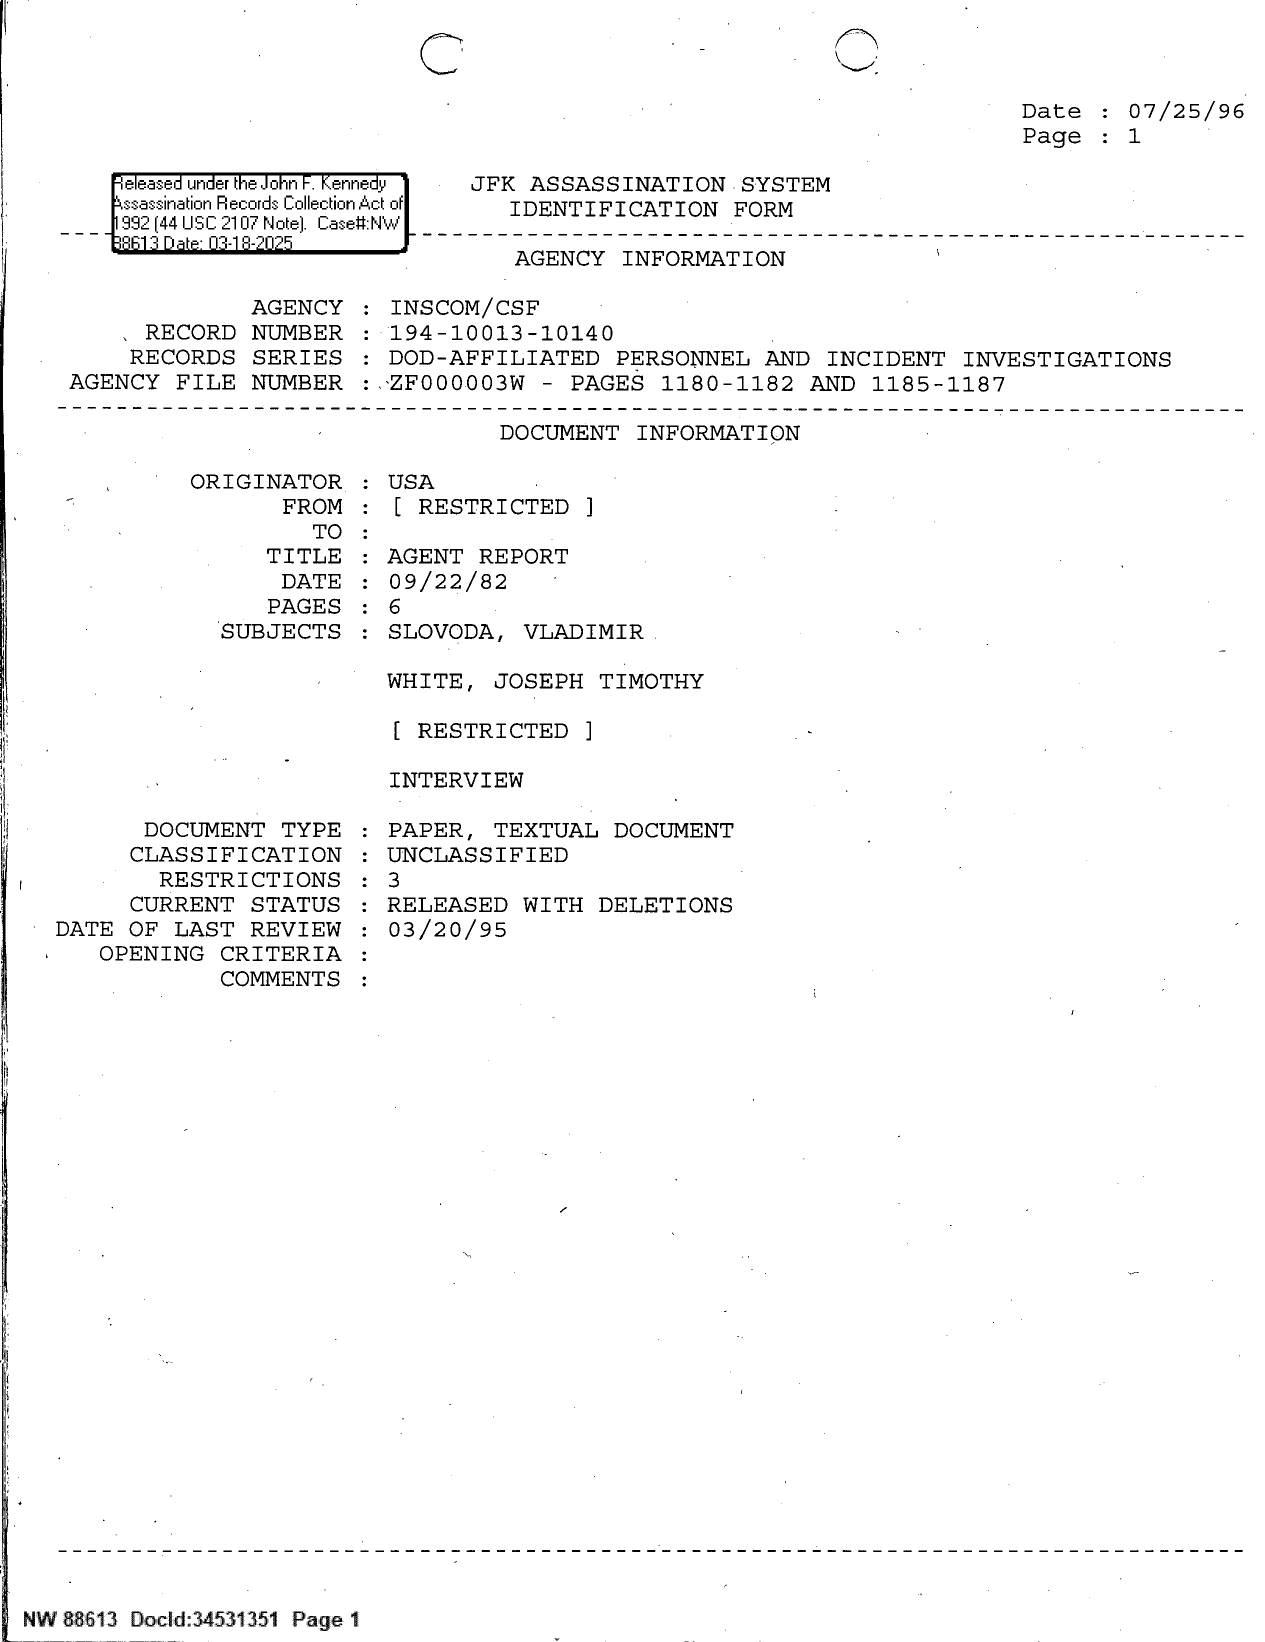 Date : 07/25/96
Page : 1
Released under the John F. Kennedy
Assassination Records Collection Act of
1992 (44 USC 2107 Note). Case#:NW
88613 Date: 03-18-2025
JFK ASSASSINATION SYSTEM
IDENTIFICATION FORM
AGENCY INFORMATION
AGENCY : INSCOM/CSF
RECORD NUMBER : 194-10013-10140
RECORDS SERIES : DOD-AFFILIATED PERSONNEL AND INCIDENT INVESTIGATIONS
AGENCY FILE NUMBER : ZF000003W - PAGES 1180-1182 AND 1185-1187
DOCUMENT INFORMATION
ORIGINATOR : USA
FROM : [ RESTRICTED ]
TO :
TITLE : AGENT REPORT
DATE : 09/22/82
PAGES : 6
SUBJECTS : SLOVODA, VLADIMIR
WHITE, JOSEPH TIMOTHY
[ RESTRICTED ]
INTERVIEW
DOCUMENT TYPE : PAPER, TEXTUAL DOCUMENT
CLASSIFICATION : UNCLASSIFIED
RESTRICTIONS : 3
CURRENT STATUS : RELEASED WITH DELETIONS
DATE OF LAST REVIEW : 03/20/95
OPENING CRITERIA :
COMMENTS :
NW 88613 DocId:34531351 Page 1